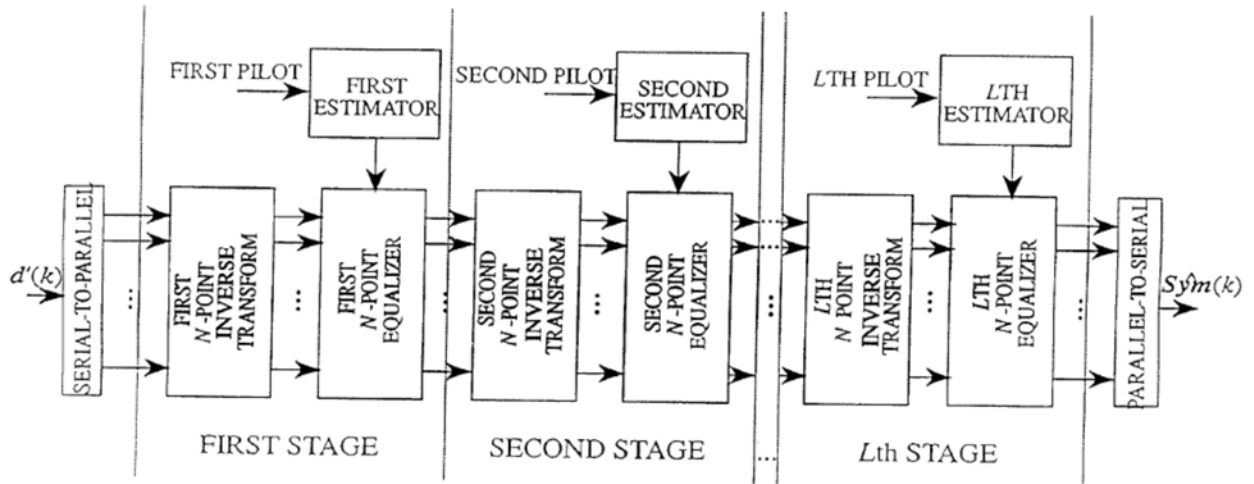 FIRST PILOT
FIRST
ESTIMATOR
SECOND PILOT
SECOND
ESTIMATOR
LTH PILOT
LTH
ESTIMATOR
d'(k)
SERIAL-TO-PARALLEL
...
FIRST
N-POINT
INVERSE
TRANSFORM
...
FIRST
N-POINT
EQUALIZER
...
SECOND
N-POINT
INVERSE
TRANSFORM
...
SECOND
N-POINT
EQUALIZER
...
LTH
N POINT
INVERSE
TRANSFORM
...
LTH
N-POINT
EQUALIZER
...
PARALLEL-TO-SERIAL
Sŷm(k)
FIRST STAGE
SECOND STAGE
...
Lth STAGE